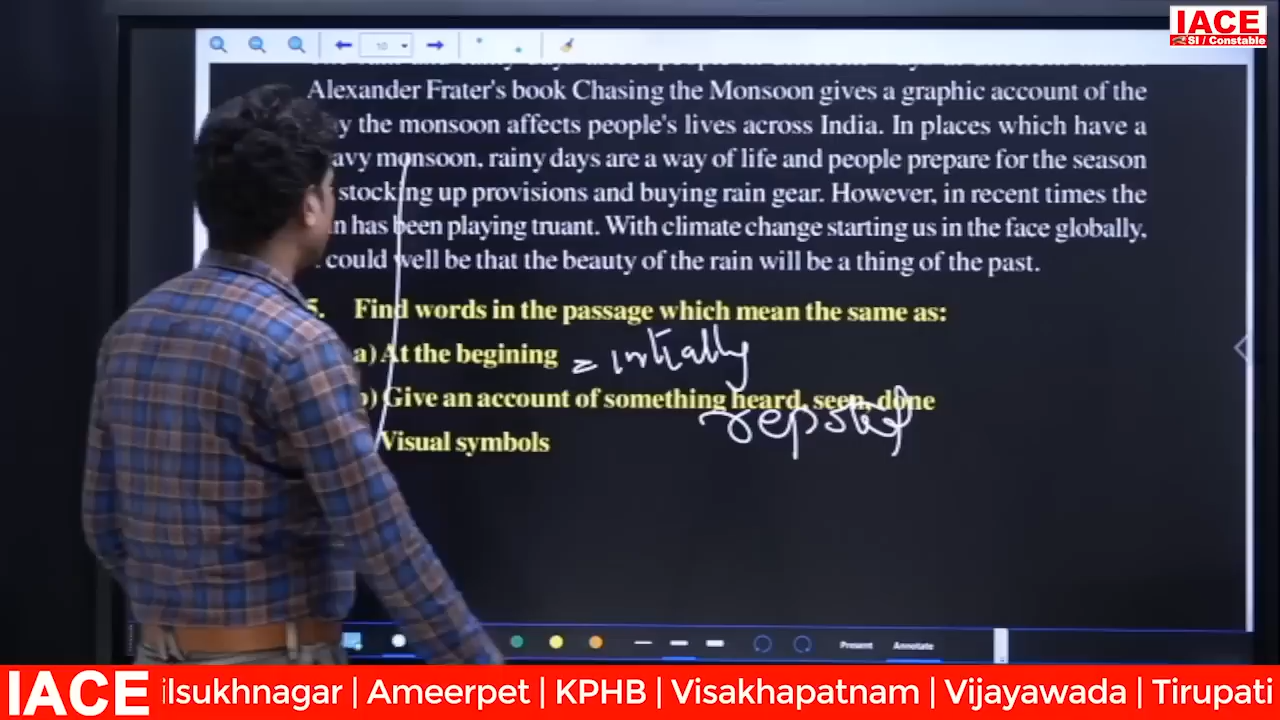 IACE
SI / Constable
10
Alexander Frater's book Chasing the Monsoon gives a graphic account of the
the monsoon affects people's lives across India. In places which have a
monsoon, rainy days are a way of life and people prepare for the season
stocking up provisions and buying rain gear. However, in recent times the
has been playing truant. With climate change starting us in the face globally,
could well be that the beauty of the rain will be a thing of the past.
5. Find words in the passage which mean the same as:
a) At the begining = initially
b) Give an account of something heard, seen, done
Visual symbols
Present Annotate
IACE ilsukhnagar | Ameerpet | KPHB | Visakhapatnam | Vijayawada | Tirupati